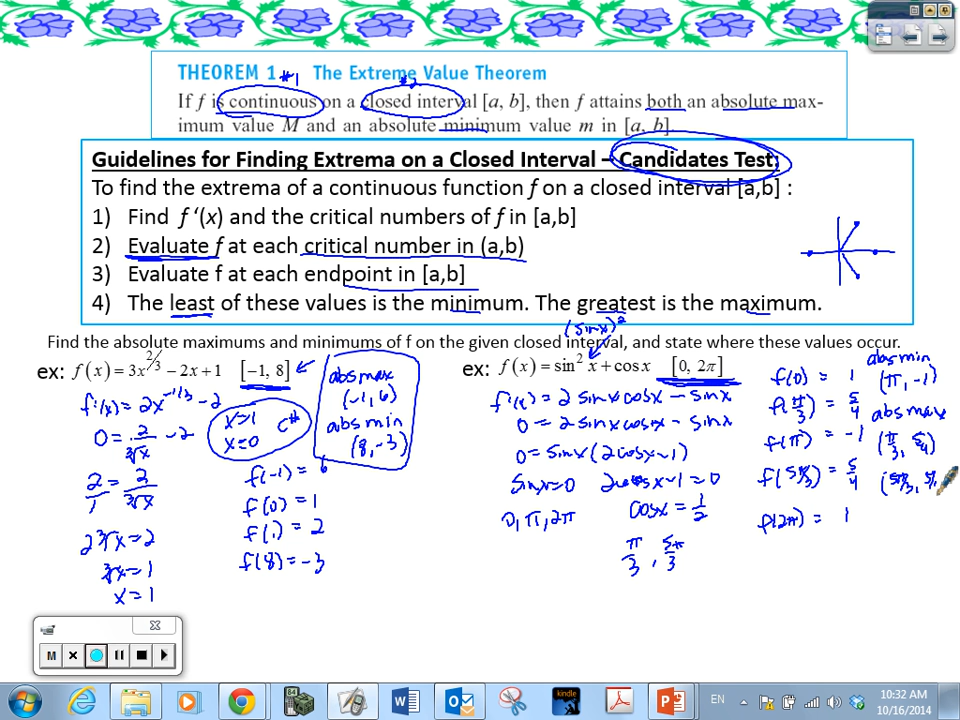 THEOREM 1 The Extreme Value Theorem
#1 #2
If f is continuous on a closed interval [a, b], then f attains both an absolute max-
imum value M and an absolute minimum value m in [a, b].
Guidelines for Finding Extrema on a Closed Interval – Candidates Test:
To find the extrema of a continuous function f on a closed interval [a,b] :
1) Find f '(x) and the critical numbers of f in [a,b]
2) Evaluate f at each critical number in (a,b)
3) Evaluate f at each endpoint in [a,b]
4) The least of these values is the minimum. The greatest is the maximum.
Find the absolute maximums and minimums of f on the given closed interval, and state where these values occur.
ex: f(x) = 3x^2/3 − 2x + 1 [−1, 8]
f'(x) = 2x^-1/3 − 2
0 = 2/∛x − 2
2/1 = 2/∛x
2∛x = 2
∛x = 1
x = 1
x=1
x=0
C#
f(-1) = 6
f(0) = 1
f(1) = 2
f(8) = -3
abs max
(-1, 6)
abs min
(8, -3)
(sinx)^2
ex: f(x) = sin² x + cos x [0, 2π]
f'(x) = 2 sinx cosx − sinx
0 = 2 sinx cosx − sinx
0 = sinx (2cosx − 1)
sinx = 0 2cosx − 1 = 0
0, π, 2π cosx = 1/2
π/3, 5π/3
f(0) = 1
f(π/3) = 5/4
f(π) = -1
f(5π/3) = 5/4
f(2π) = 1
abs min
(π, -1)
abs max
(π/3, 5/4)
M
EN
10:32 AM
10/16/2014